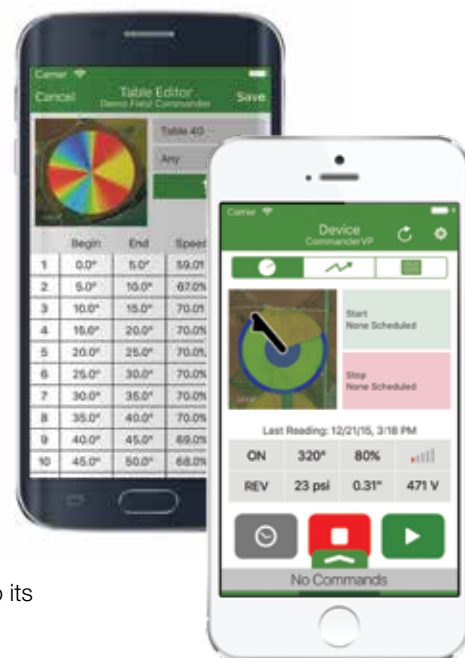 Carrier
Cancel
Table Editor
Save
Demo Field Commander
Table 40
Any
Begin End Speed
1 0.0° 5.0° 59.0%
2 5.0° 10.0° 67.0%
3 10.0° 15.0° 70.0%
4 15.0° 20.0° 70.0%
5 20.0° 25.0° 70.0%
6 25.0° 30.0° 70.0%
7 30.0° 35.0° 70.0%
8 35.0° 40.0° 70.0%
9 40.0° 45.0° 69.0%
10 45.0° 50.0° 68.0%
Carrier
Device
CommanderVP
Start
None Scheduled
Stop
None Scheduled
Last Reading: 12/21/15, 3:18 PM
ON 320° 80%
REV 23 psi 0.31" 471 V
No Commands
o its